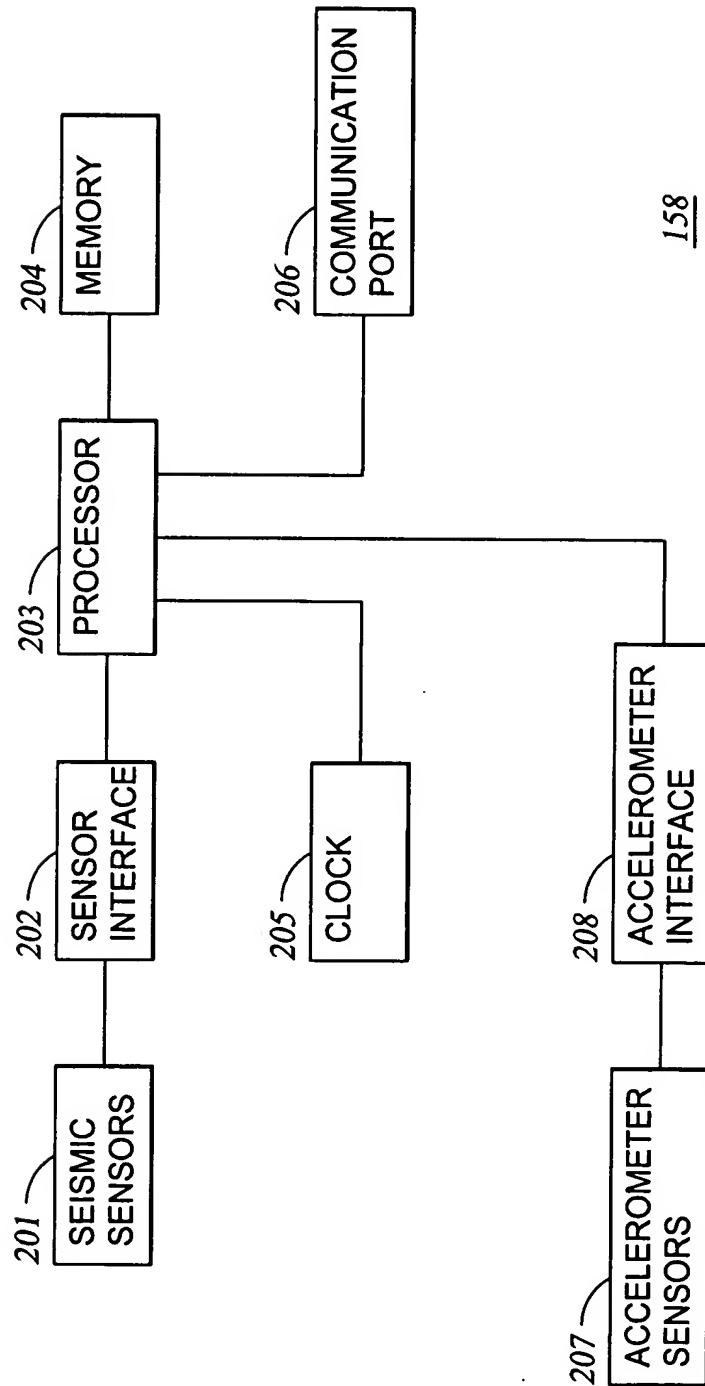 201
SEISMIC
SENSORS
202
SENSOR
INTERFACE
203
PROCESSOR
204
MEMORY
205
CLOCK
206
COMMUNICATION
PORT
207
ACCELEROMETER
SENSORS
208
ACCELEROMETER
INTERFACE
158